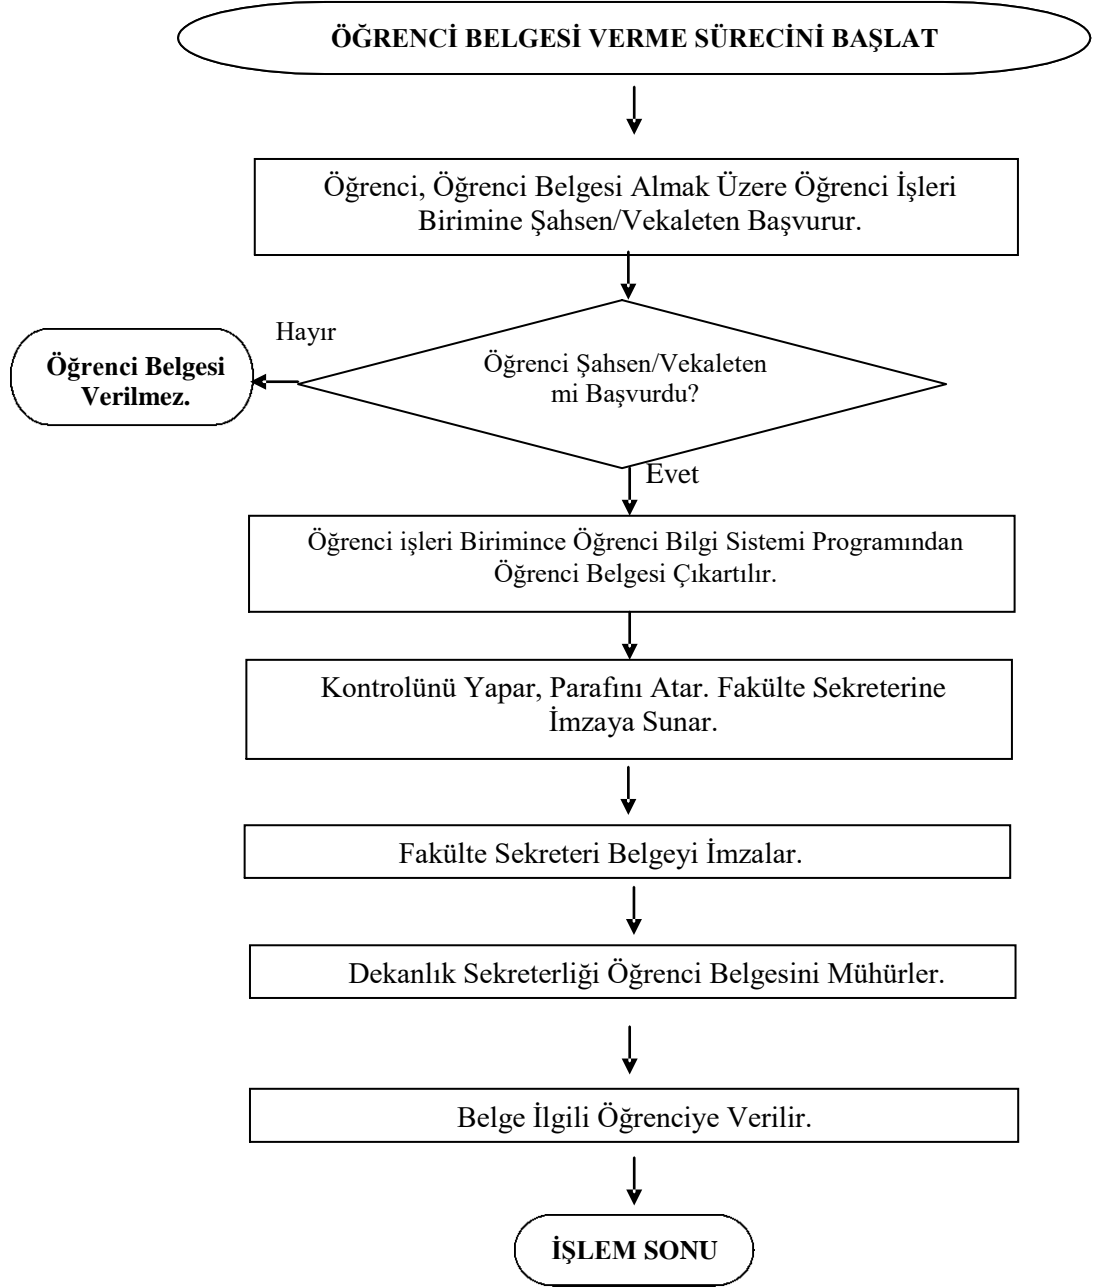 ÖĞRENCİ BELGESİ VERME SÜRECİNİ BAŞLAT
Öğrenci, Öğrenci Belgesi Almak Üzere Öğrenci İşleri
Birimine Şahsen/Vekaleten Başvurur.
Hayır
Öğrenci Belgesi
Verilmez.
Öğrenci Şahsen/Vekaleten
mi Başvurdu?
Evet
Öğrenci işleri Birimince Öğrenci Bilgi Sistemi Programından
Öğrenci Belgesi Çıkartılır.
Kontrolünü Yapar, Parafını Atar. Fakülte Sekreterine
İmzaya Sunar.
Fakülte Sekreteri Belgeyi İmzalar.
Dekanlık Sekreterliği Öğrenci Belgesini Mühürler.
Belge İlgili Öğrenciye Verilir.
İŞLEM SONU